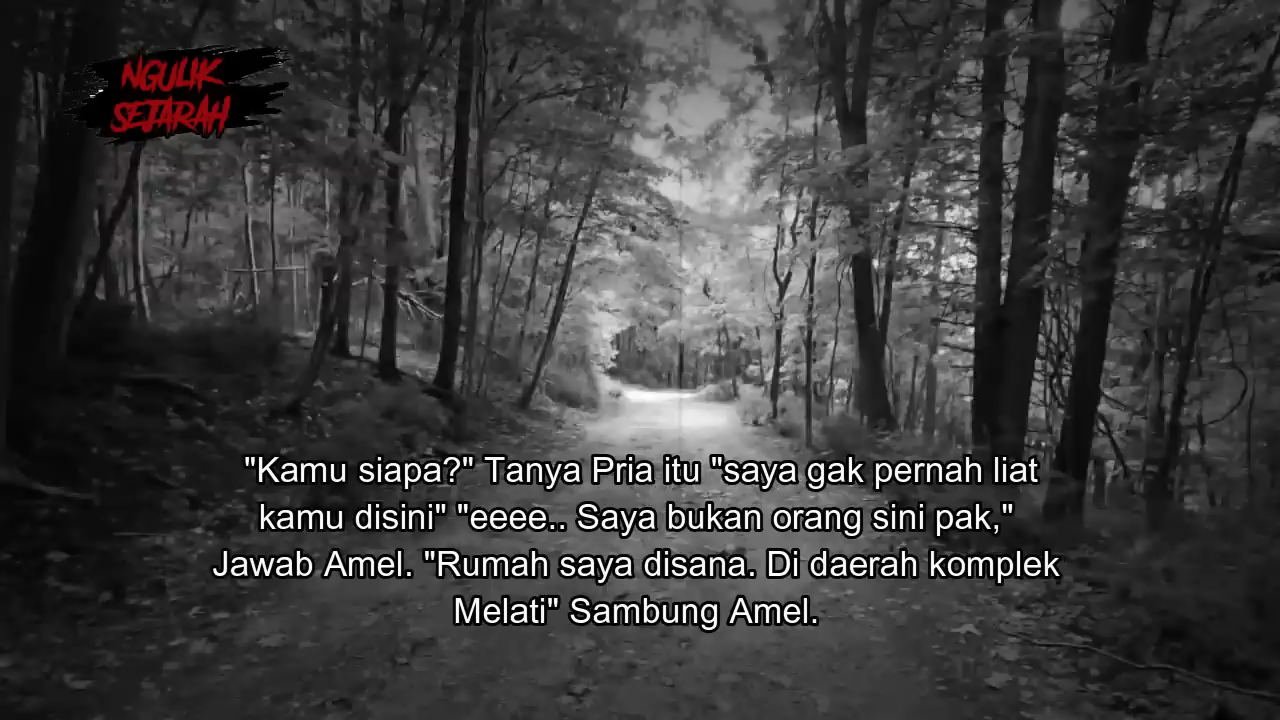 NGULIK
SEJARAH
"Kamu siapa?" Tanya Pria itu "saya gak pernah liat
kamu disini" "eeee.. Saya bukan orang sini pak,"
Jawab Amel. "Rumah saya disana. Di daerah komplek
Melati" Sambung Amel.